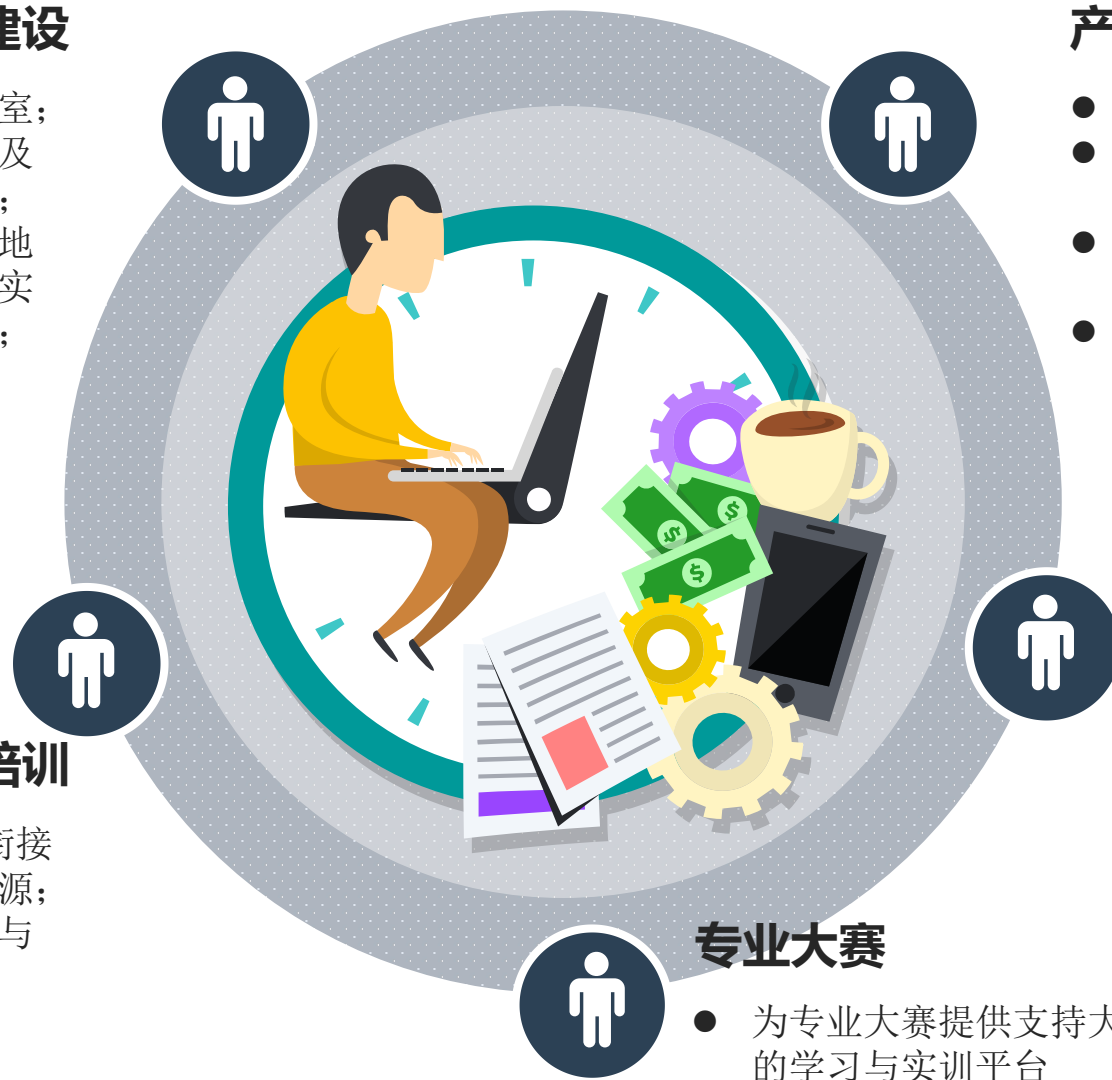 建设
室；
及
；
地
实
；
产
培训
衔接
源；
与
专业大赛
● 为专业大赛提供支持大
的学习与实训平台